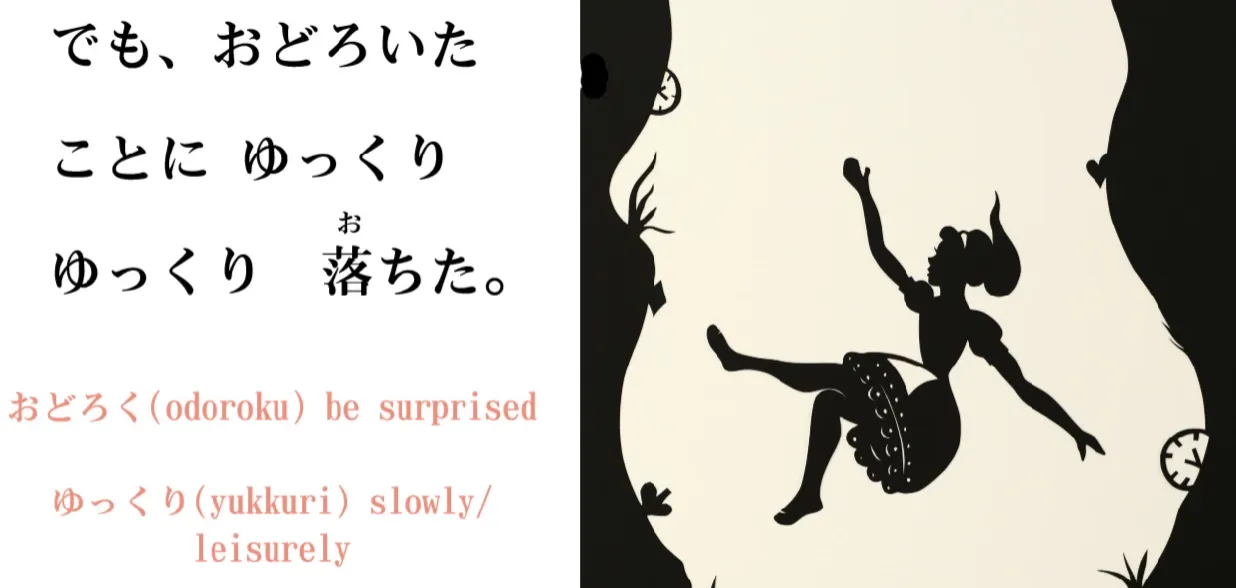 でも、おどろいた
ことに ゆっくり
お
ゆっくり　落ちた。
おどろく(odoroku) be surprised
ゆっくり(yukkuri) slowly/
leisurely